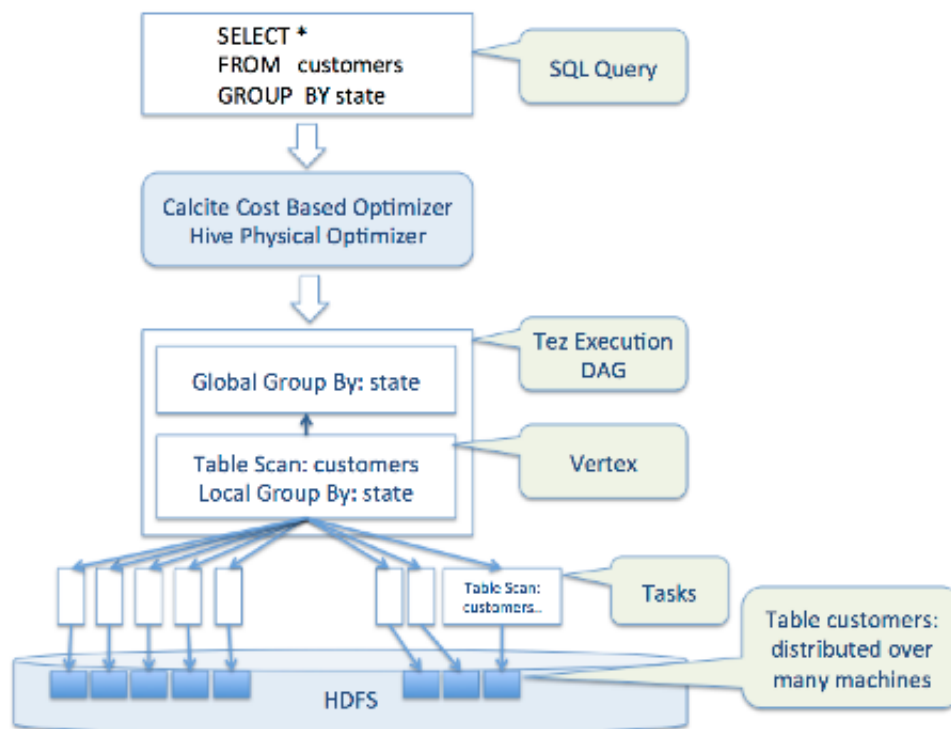 SELECT *
FROM customers
GROUP BY state
SQL Query
Calcite Cost Based Optimizer
Hive Physical Optimizer
Tez Execution
DAG
Global Group By: state
Table Scan: customers
Local Group By: state
Vertex
Table Scan:
customers..
Tasks
Table customers:
distributed over
many machines
HDFS